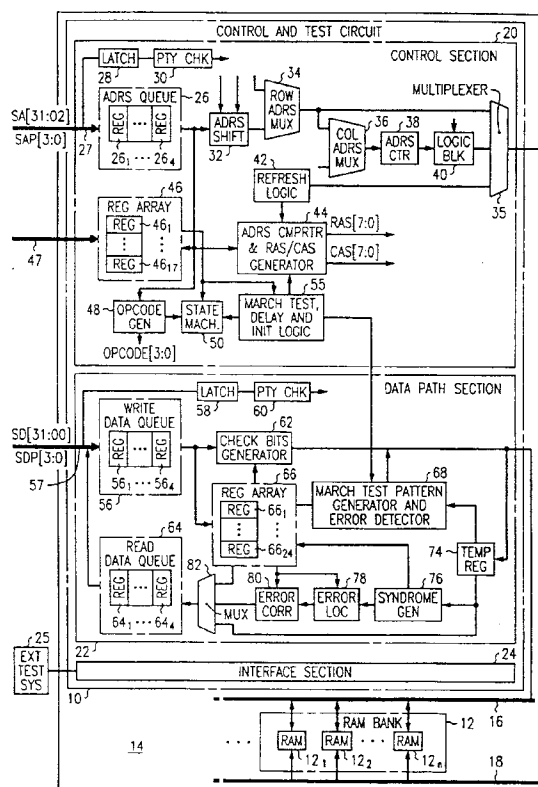 CONTROL AND TEST CIRCUIT
20
CONTROL SECTION
LATCH
28
PTY CHK
30
34
MULTIPLEXER
SA[31:02]
SAP[3:0]
27
ADRS QUEUE
26
REG ··· REG
26₁ ··· 26₄
ADRS SHIFT
32
ROW ADRS MUX
36
COL ADRS MUX
38
ADRS CTR
LOGIC BLK
40
35
42
REFRESH LOGIC
46
REG ARRAY
REG 46₁
REG 46₁₇
47
44
ADRS CMPRTR & RAS/CAS GENERATOR
RAS[7:0]
CAS[7:0]
55
48
OPCODE GEN
STATE MACH.
50
MARCH TEST, DELAY AND INIT LOGIC
OPCODE[3:0]
DATA PATH SECTION
LATCH
58
PTY CHK
60
62
SD[31:00]
SDP[3:0]
57
WRITE DATA QUEUE
REG ··· REG
56₁ ··· 56₄
56
CHECK BITS GENERATOR
66
REG ARRAY
REG 66₁
REG 66₂₄
68
MARCH TEST PATTERN GENERATOR AND ERROR DETECTOR
64
READ DATA QUEUE
REG ··· REG
64₁ ··· 64₄
82
MUX
80
ERROR CORR
78
ERROR LOC
76
SYNDROME GEN
74
TEMP REG
22
25
EXT TEST SYS
24
INTERFACE SECTION
10
16
RAM BANK
12
14
··· RAM RAM ··· RAM
12₁ 12₂ 12ₙ
18